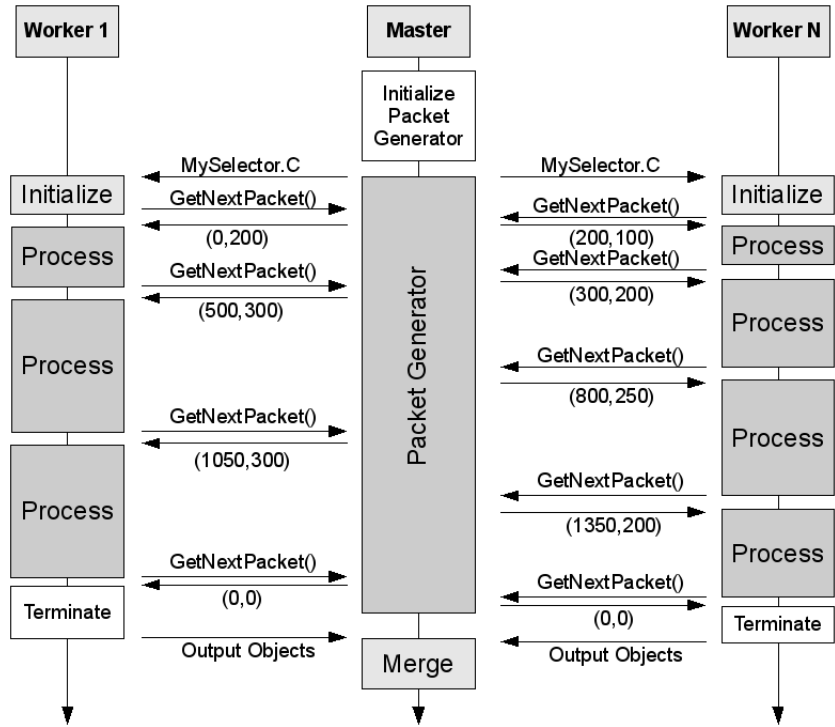 Worker 1
Master
Worker N
Initialize
Packet
Generator
MySelector.C
MySelector.C
Initialize
GetNextPacket()
GetNextPacket()
Initialize
(0,200)
(200,100)
Process
Process
GetNextPacket()
GetNextPacket()
(500,300)
(300,200)
Process
Packet Generator
Process
GetNextPacket()
(800,250)
GetNextPacket()
(1050,300)
Process
Process
GetNextPacket()
(1350,200)
Process
GetNextPacket()
(0,0)
GetNextPacket()
(0,0)
Terminate
Terminate
Output Objects
Output Objects
Merge